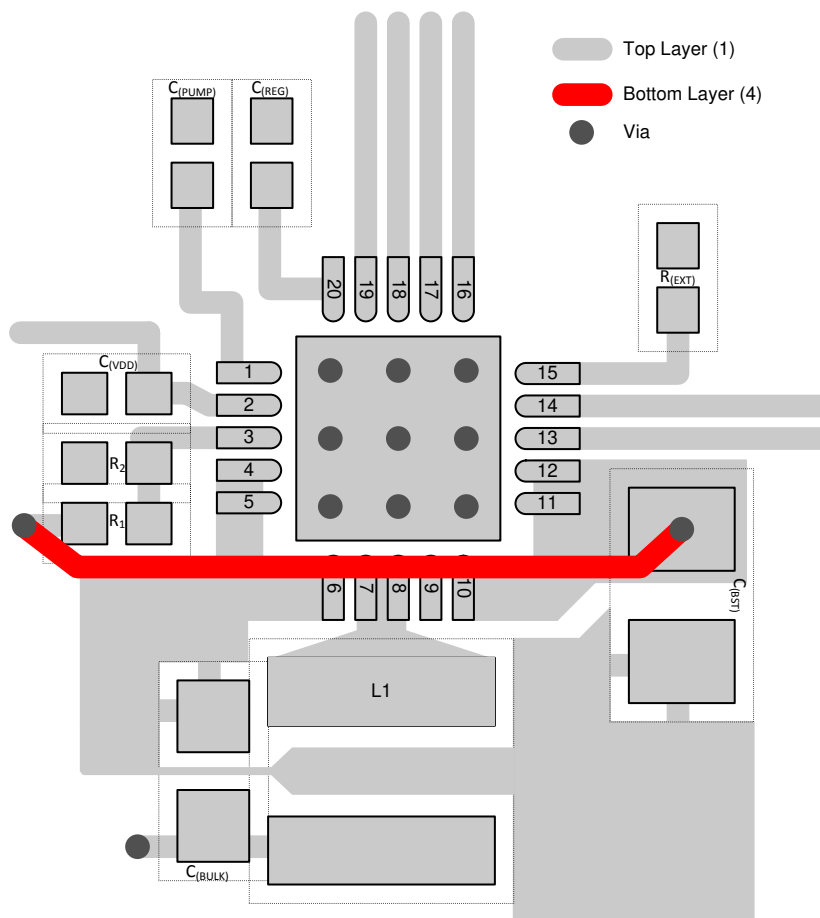 Top Layer (1)
Bottom Layer (4)
Via
C(PUMP)
C(REG)
R(EXT)
20
19
18
17
16
C(VDD)
1
2
3
4
5
15
14
13
12
11
R2
R1
6
7
8
9
10
C(BST)
L1
C(BULK)